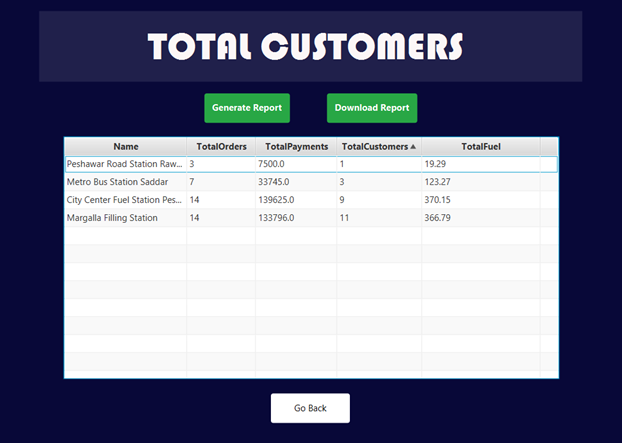 TOTAL CUSTOMERS
Generate Report Download Report
Name TotalOrders TotalPayments TotalCustomers ▲ TotalFuel
Peshawar Road Station Raw... 3 7500.0 1 19.29
Metro Bus Station Saddar 7 33745.0 3 123.27
City Center Fuel Station Pes... 14 139625.0 9 370.15
Margalla Filling Station 14 133796.0 11 366.79
Go Back